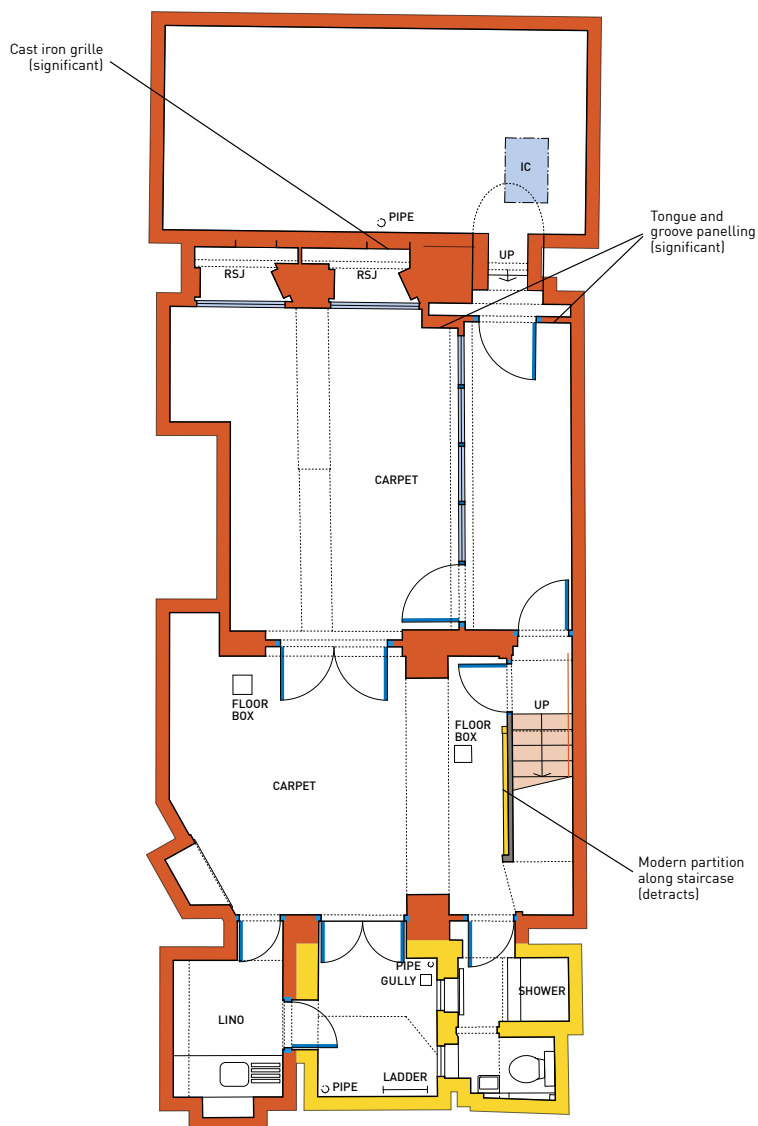 Cast iron grille
(significant)
IC
PIPE
Tongue and
groove panelling
(significant)
UP
RSJ
RSJ
CARPET
FLOOR
BOX
UP
FLOOR
BOX
CARPET
Modern partition
along staircase
(detracts)
PIPE
GULLY
SHOWER
LINO
LADDER
PIPE